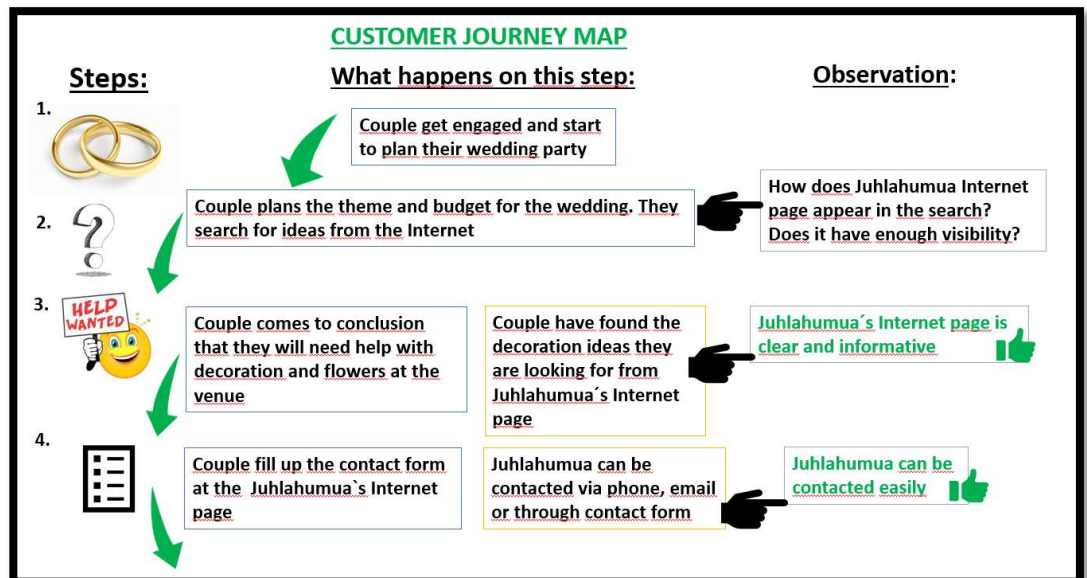 CUSTOMER JOURNEY MAP
Steps:
What happens on this step:
Observation:
1.
Couple get engaged and start
to plan their wedding party
2.
Couple plans the theme and budget for the wedding. They
search for ideas from the Internet
How does Juhlahumua Internet
page appear in the search?
Does it have enough visibility?
3.
HELP
WANTED
Couple comes to conclusion
that they will need help with
decoration and flowers at the
venue
Couple have found the
decoration ideas they
are looking for from
Juhlahumua´s Internet
page
Juhlahumua´s Internet page is
clear and informative
4.
Couple fill up the contact form
at the Juhlahumua`s Internet
page
Juhlahumua can be
contacted via phone, email
or through contact form
Juhlahumua can be
contacted easily